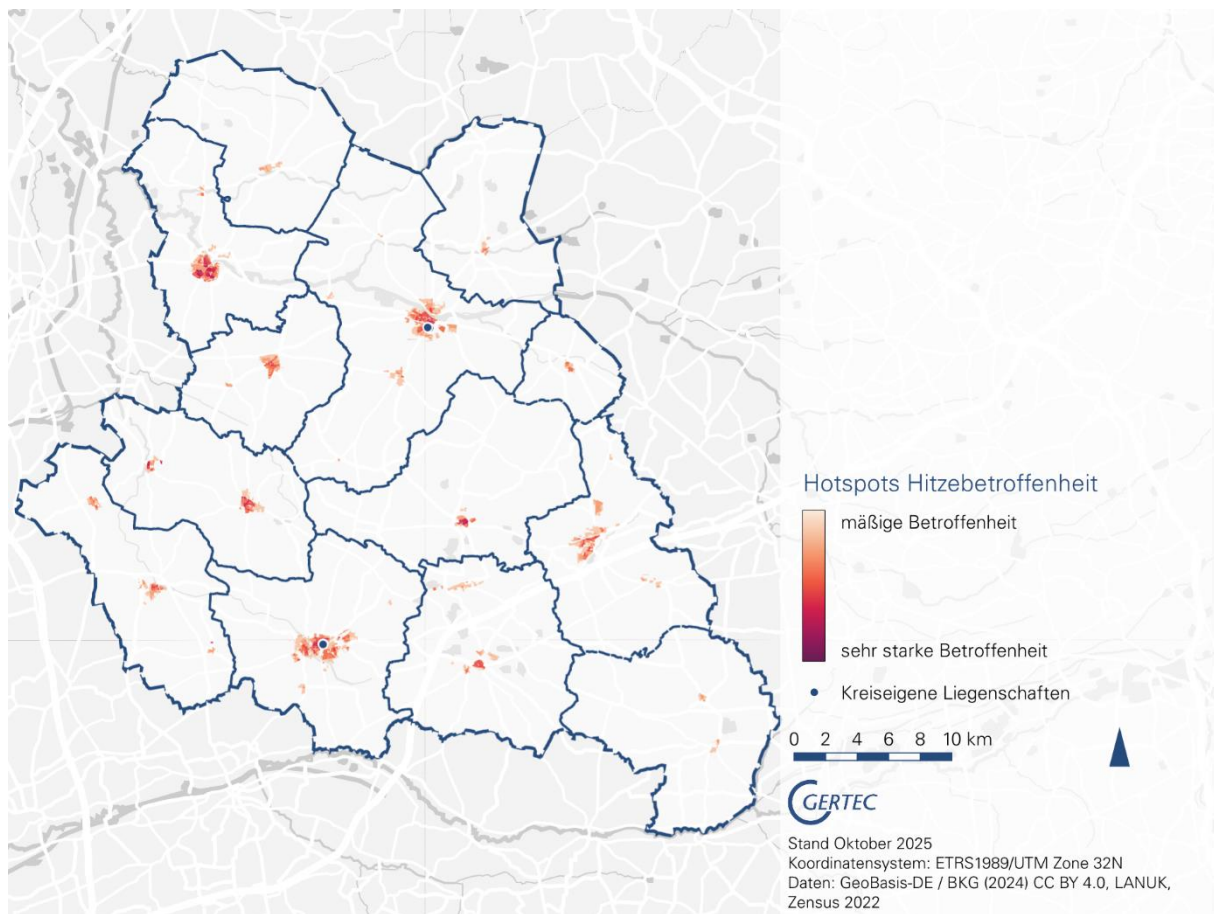 Hotspots Hitzebetroffenheit
mäßige Betroffenheit
sehr starke Betroffenheit
Kreiseigene Liegenschaften
0 2 4 6 8 10 km
GERTEC
Stand Oktober 2025
Koordinatensystem: ETRS1989/UTM Zone 32N
Daten: GeoBasis-DE / BKG (2024) CC BY 4.0, LANUK,
Zensus 2022